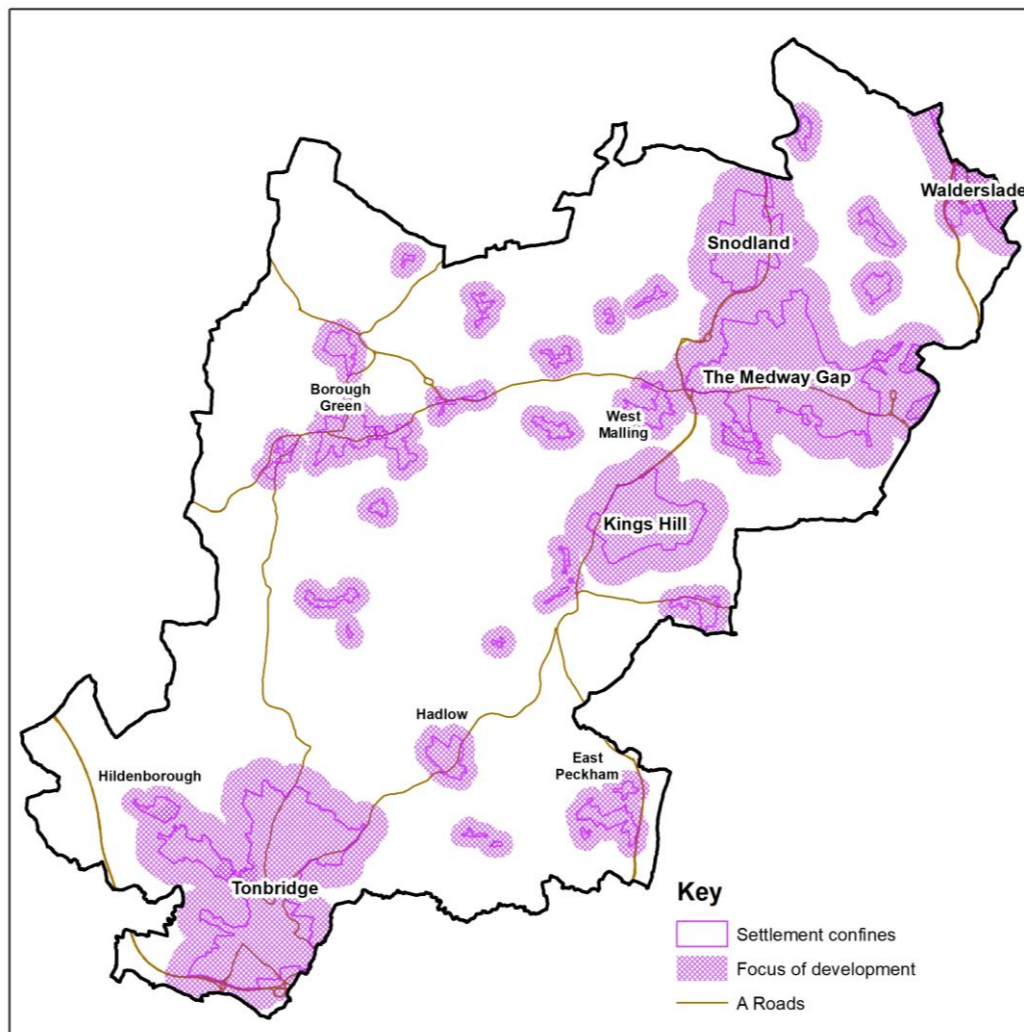 Walderslade
Snodland
The Medway Gap
Borough
Green
West
Malling
Kings Hill
Hadlow
East
Peckham
Hildenborough
Tonbridge
Key
Settlement confines
Focus of development
A Roads